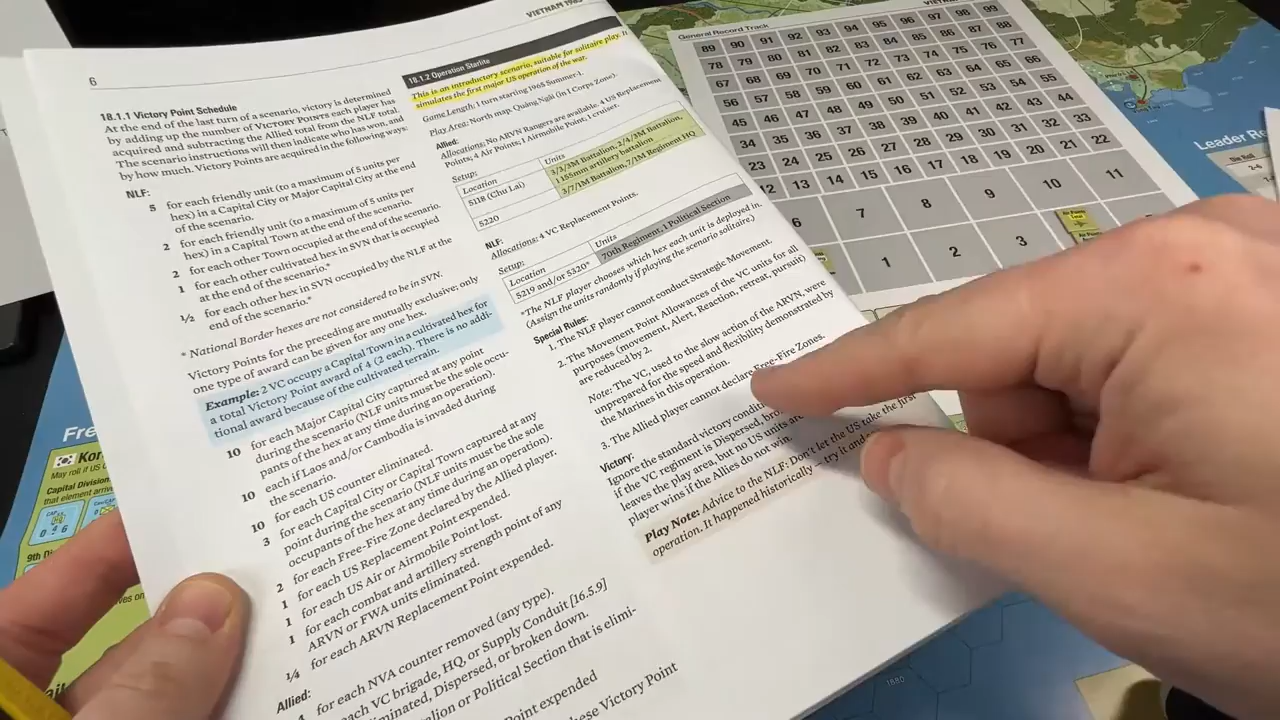 VIETNAM 1965
6
18.1.1 Victory Point Schedule
At the end of the last turn of a scenario, victory is determined
by adding up the number of VICTORY POINTS each player has
acquired and subtracting the Allied total from the NLF total.
The scenario instructions will then indicate who has won, and
by how much. Victory Points are acquired in the following ways:
NLF:
5 for each friendly unit (to a maximum of 5 units per
hex) in a Capital City or Major Capital City at the end
of the scenario.
2 for each friendly unit (to a maximum of 5 units per
hex) in a Capital Town at the end of the scenario.
2 for each other Town occupied at the end of the scenario.
1 for each other cultivated hex in SVN that is occupied
at the end of the scenario.*
½ for each other hex in SVN occupied by the NLF at the
end of the scenario.*
* National Border hexes are not considered to be in SVN.
Victory Points for the preceding are mutually exclusive; only
one type of award can be given for any one hex.
Example: 2 VC occupy a Capital Town in a cultivated hex for
a total Victory Point award of 4 (2 each). There is no addi-
tional award because of the cultivated terrain.
10 for each Major Capital City captured at any point
during the scenario (NLF units must be the sole occu-
pants of the hex at any time during an operation).
10 each if Laos and/or Cambodia is invaded during
the scenario.
10 for each US counter eliminated.
3 for each Capital City or Capital Town captured at any
point during the scenario (NLF units must be the sole
occupants of the hex at any time during an operation).
2 for each Free-Fire Zone declared by the Allied player.
1 for each US Replacement Point expended.
1 for each US Air or Airmobile Point lost.
1 for each combat and artillery strength point of any
ARVN or FWA units eliminated.
¼ for each ARVN Replacement Point expended.
Allied:
for each NVA counter removed (any type).
each VC brigade, HQ, or Supply Conduit [16.5.9]
liminated, Dispersed, or broken down.
alion or Political Section that is elimi-
Point expended
hese Victory Point
18.1.2 Operation Starlite
This is an introductory scenario, suitable for solitaire play. It
simulates the first major US operation of the war.
Game Length: 1 turn starting 1965 Summer-1.
Play Area: North map, Quảng Ngãi (in I Corps Zone).
Allied:
Allocations: No ARVN Rangers are available. 4 US Replacement
Points; 4 Air Points; 1 Airmobile Point; 1 cruiser.
Setup:
Location Units
S118 (Chu Lai) 3/3/3M Battalion, 2/4/3M Battalion,
1 155mm artillery battalion
S220 3/7/1M Battalion, 7/1M Regiment HQ
NLF:
Allocations: 4 VC Replacement Points.
Setup:
Location Units
S219 and/or S320* 70th Regiment, 1 Political Section
*The NLF player chooses which hex each unit is deployed in.
(Assign the units randomly if playing the scenario solitaire.)
Special Rules:
1. The NLF player cannot conduct Strategic Movement.
2. The Movement Point Allowances of the VC units for all
purposes (movement, Alert, Reaction, retreat, pursuit)
are reduced by 2.
Note: The VC, used to the slow action of the ARVN, were
unprepared for the speed and flexibility demonstrated by
the Marines in this operation.
3. The Allied player cannot declare Free-Fire Zones.
Victory:
Ignore the standard victory conditi
if the VC regiment is Dispersed, bro
leaves the play area, but no US units are
player wins if the Allies do not win.
Play Note: Advice to the NLF: Don't let the US take the first
operation. It happened historically – try it and
General Record Track
89 90 91 92 93 94 95 96 97 98 99
78 79 80 81 82 83 84 85 86 87 88
67 68 69 70 71 72 73 74 75 76 77
56 57 58 59 60 61 62 63 64 65 66
45 46 47 48 49 50 51 52 53 54 55
34 35 36 37 38 39 40 41 42 43 44
23 24 25 26 27 28 29 30 31 32 33
12 13 14 15 16 17 18 19 20 21 22
6 7 8 9 10 11
1 2 3
Leader Re
Die Roll
2-4
Fre
Kor
May roll if US
Capital Division
that element arriv
9th Di
1680